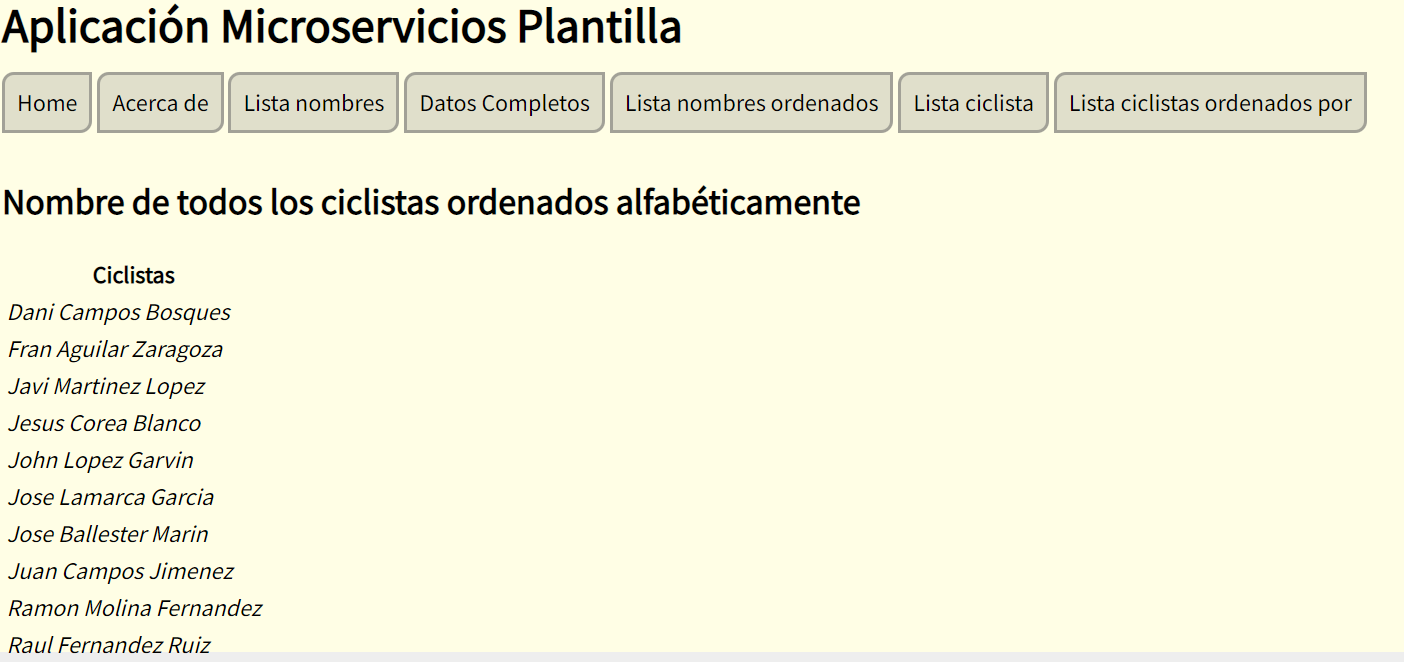 Aplicación Microservicios Plantilla
Home Acerca de Lista nombres Datos Completos Lista nombres ordenados Lista ciclista Lista ciclistas ordenados por
Nombre de todos los ciclistas ordenados alfabéticamente
Ciclistas
Dani Campos Bosques
Fran Aguilar Zaragoza
Javi Martinez Lopez
Jesus Corea Blanco
John Lopez Garvin
Jose Lamarca Garcia
Jose Ballester Marin
Juan Campos Jimenez
Ramon Molina Fernandez
Raul Fernandez Ruiz